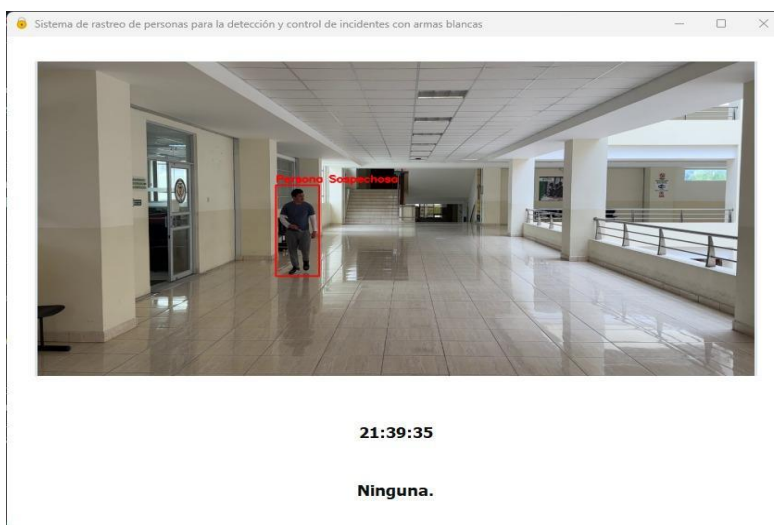 Sistema de rastreo de personas para la detección y control de incidentes con armas blancas
Persona Sospechosa
21:39:35
Ninguna.